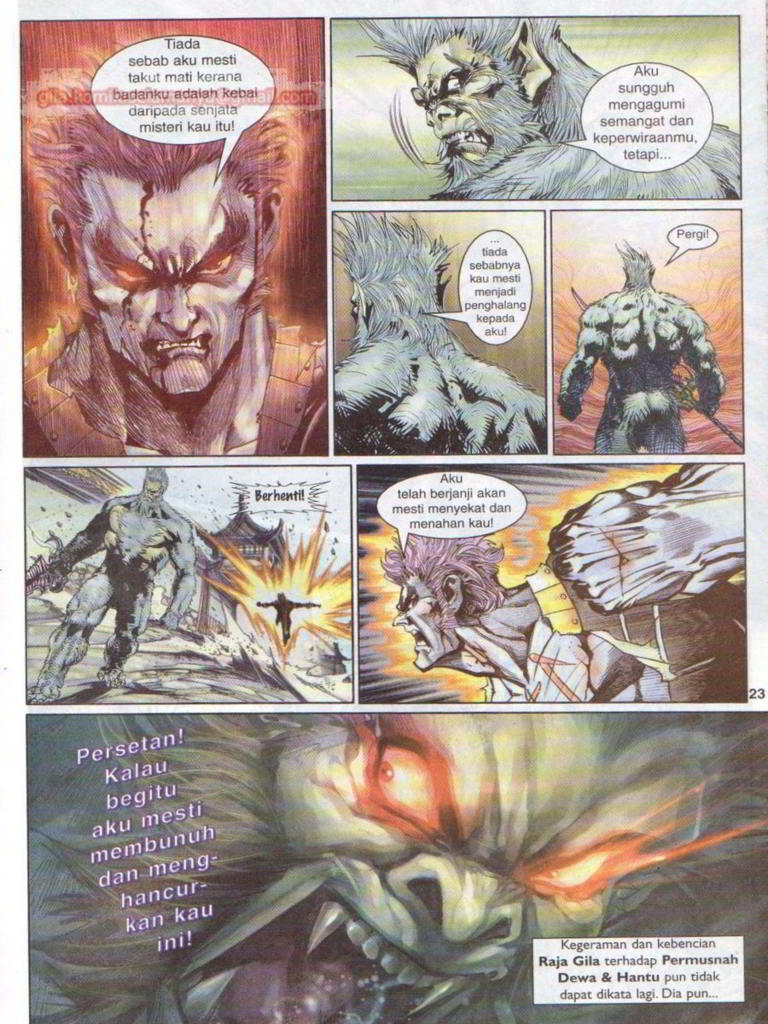 Tiada
sebab aku mesti
takut mati kerana
badanku adalah kebal
daripada senjata
misteri kau itu!
Aku
sungguh
mengagumi
semangat dan
keperwiraanmu,
tetapi...
...
tiada
sebabnya
kau mesti
menjadi
penghalang
kepada
aku!
Pergi!
Berhenti!
Aku
telah berjanji akan
mesti menyekat dan
menahan kau!
23
Persetan!
Kalau
begitu
aku mesti
membunuh
dan meng-
hancur-
kan kau
ini!
Kegeraman dan kebencian
Raja Gila terhadap Permusnah
Dewa & Hantu pun tidak
dapat dikata lagi. Dia pun...